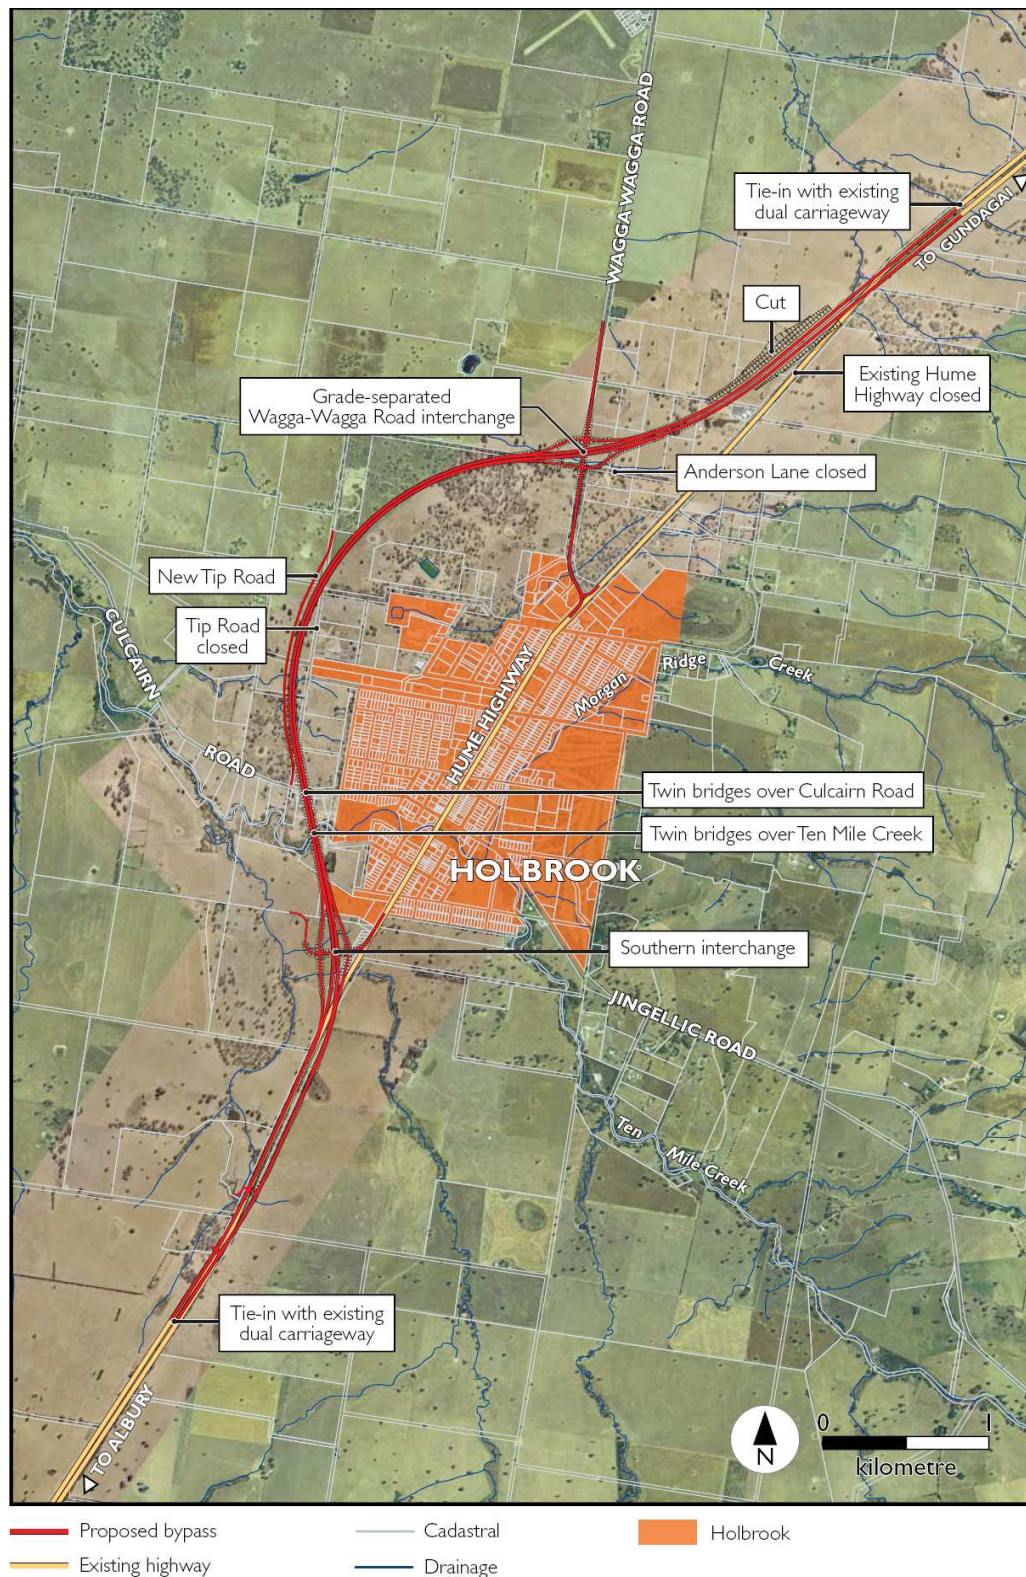 WAGGA WAGGA ROAD
Tie-in with existing
dual carriageway
TO GUNDAGAI
Cut
Existing Hume
Highway closed
Grade-separated
Wagga-Wagga Road interchange
Anderson Lane closed
New Tip Road
Tip Road
closed
CULCAIRN
ROAD
HUME HIGHWAY
Morgan
Ridge
Creek
Twin bridges over Culcairn Road
Twin bridges over Ten Mile Creek
HOLBROOK
Southern interchange
JINGELLIC ROAD
Ten
Mile Creek
Tie-in with existing
dual carriageway
TO ALBURY
N
0 1
kilometre
Proposed bypass
Cadastral
Holbrook
Existing highway
Drainage